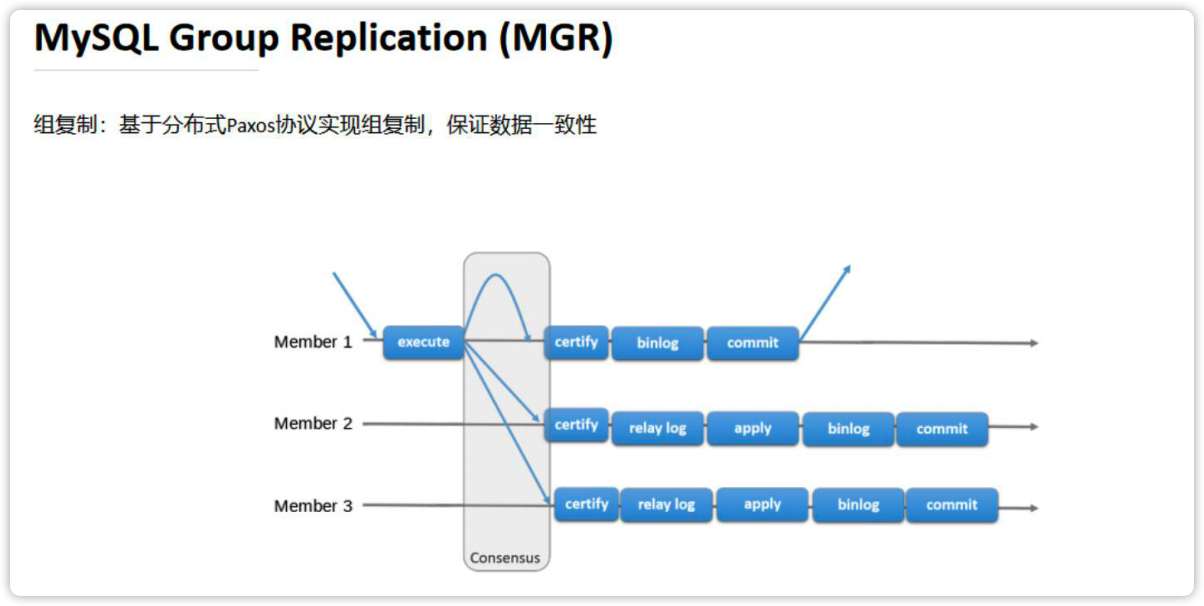 MySQL Group Replication (MGR)
组复制：基于分布式Paxos协议实现组复制，保证数据一致性
Member 1 execute certify binlog commit
Member 2 certify relay log apply binlog commit
Member 3 certify relay log apply binlog commit
Consensus